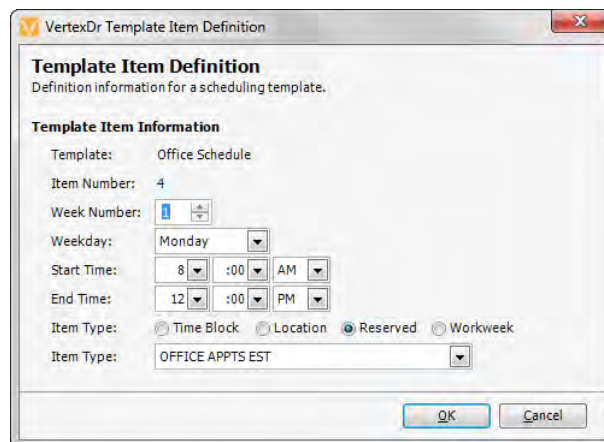 VertexDr Template Item Definition
Template Item Definition
Definition information for a scheduling template.
Template Item Information
Template: Office Schedule
Item Number: 4
Week Number: 1
Weekday: Monday
Start Time: 8 :00 AM
End Time: 12 :00 PM
Item Type: Time Block Location Reserved Workweek
Item Type: OFFICE APPTS EST
OK Cancel